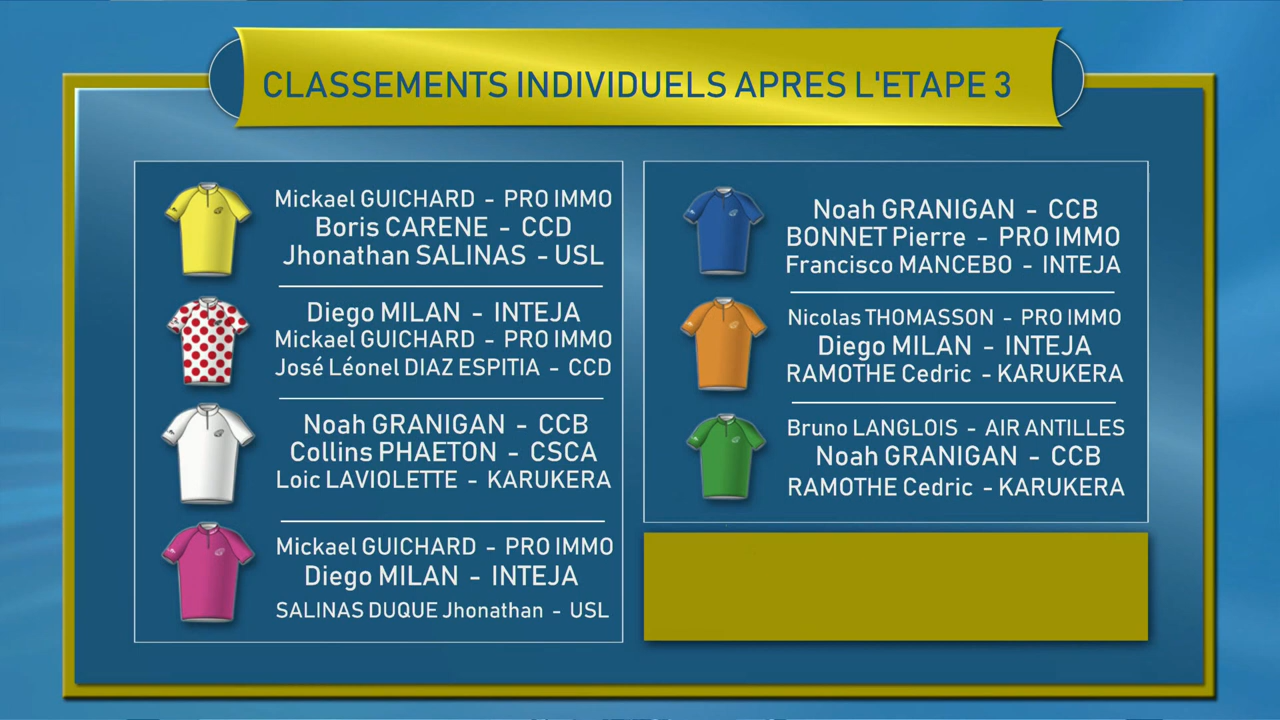 CLASSEMENTS INDIVIDUELS APRES L'ETAPE 3
Mickael GUICHARD - PRO IMMO
Boris CARENE - CCD
Jhonathan SALINAS - USL
Diego MILAN - INTEJA
Mickael GUICHARD - PRO IMMO
José Léonel DIAZ ESPITIA - CCD
Noah GRANIGAN - CCB
Collins PHAETON - CSCA
Loic LAVIOLETTE - KARUKERA
Mickael GUICHARD - PRO IMMO
Diego MILAN - INTEJA
SALINAS DUQUE Jhonathan - USL
Noah GRANIGAN - CCB
BONNET Pierre - PRO IMMO
Francisco MANCEBO - INTEJA
Nicolas THOMASSON - PRO IMMO
Diego MILAN - INTEJA
RAMOTHE Cedric - KARUKERA
Bruno LANGLOIS - AIR ANTILLES
Noah GRANIGAN - CCB
RAMOTHE Cedric - KARUKERA